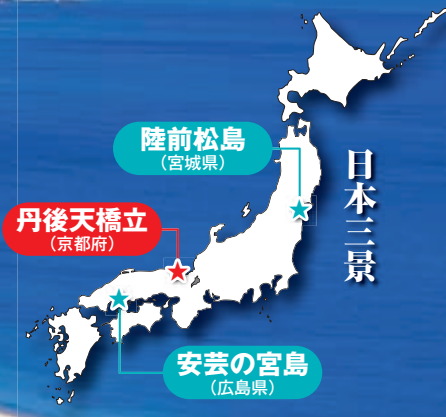 日本三景
陸前松島
（宮城県）
丹後天橋立
（京都府）
安芸の宮島
（広島県）